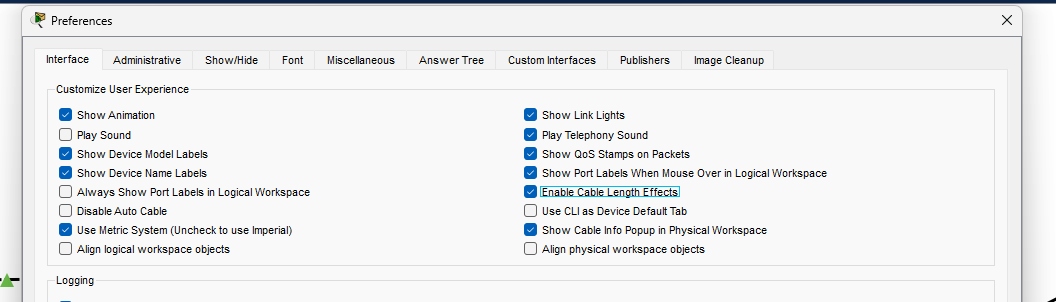 Preferences
Interface Administrative Show/Hide Font Miscellaneous Answer Tree Custom Interfaces Publishers Image Cleanup
Customize User Experience
Show Animation
Show Link Lights
Play Sound
Play Telephony Sound
Show Device Model Labels
Show QoS Stamps on Packets
Show Device Name Labels
Show Port Labels When Mouse Over in Logical Workspace
Always Show Port Labels in Logical Workspace
Enable Cable Length Effects
Disable Auto Cable
Use CLI as Device Default Tab
Use Metric System (Uncheck to use Imperial)
Show Cable Info Popup in Physical Workspace
Align logical workspace objects
Align physical workspace objects
Logging